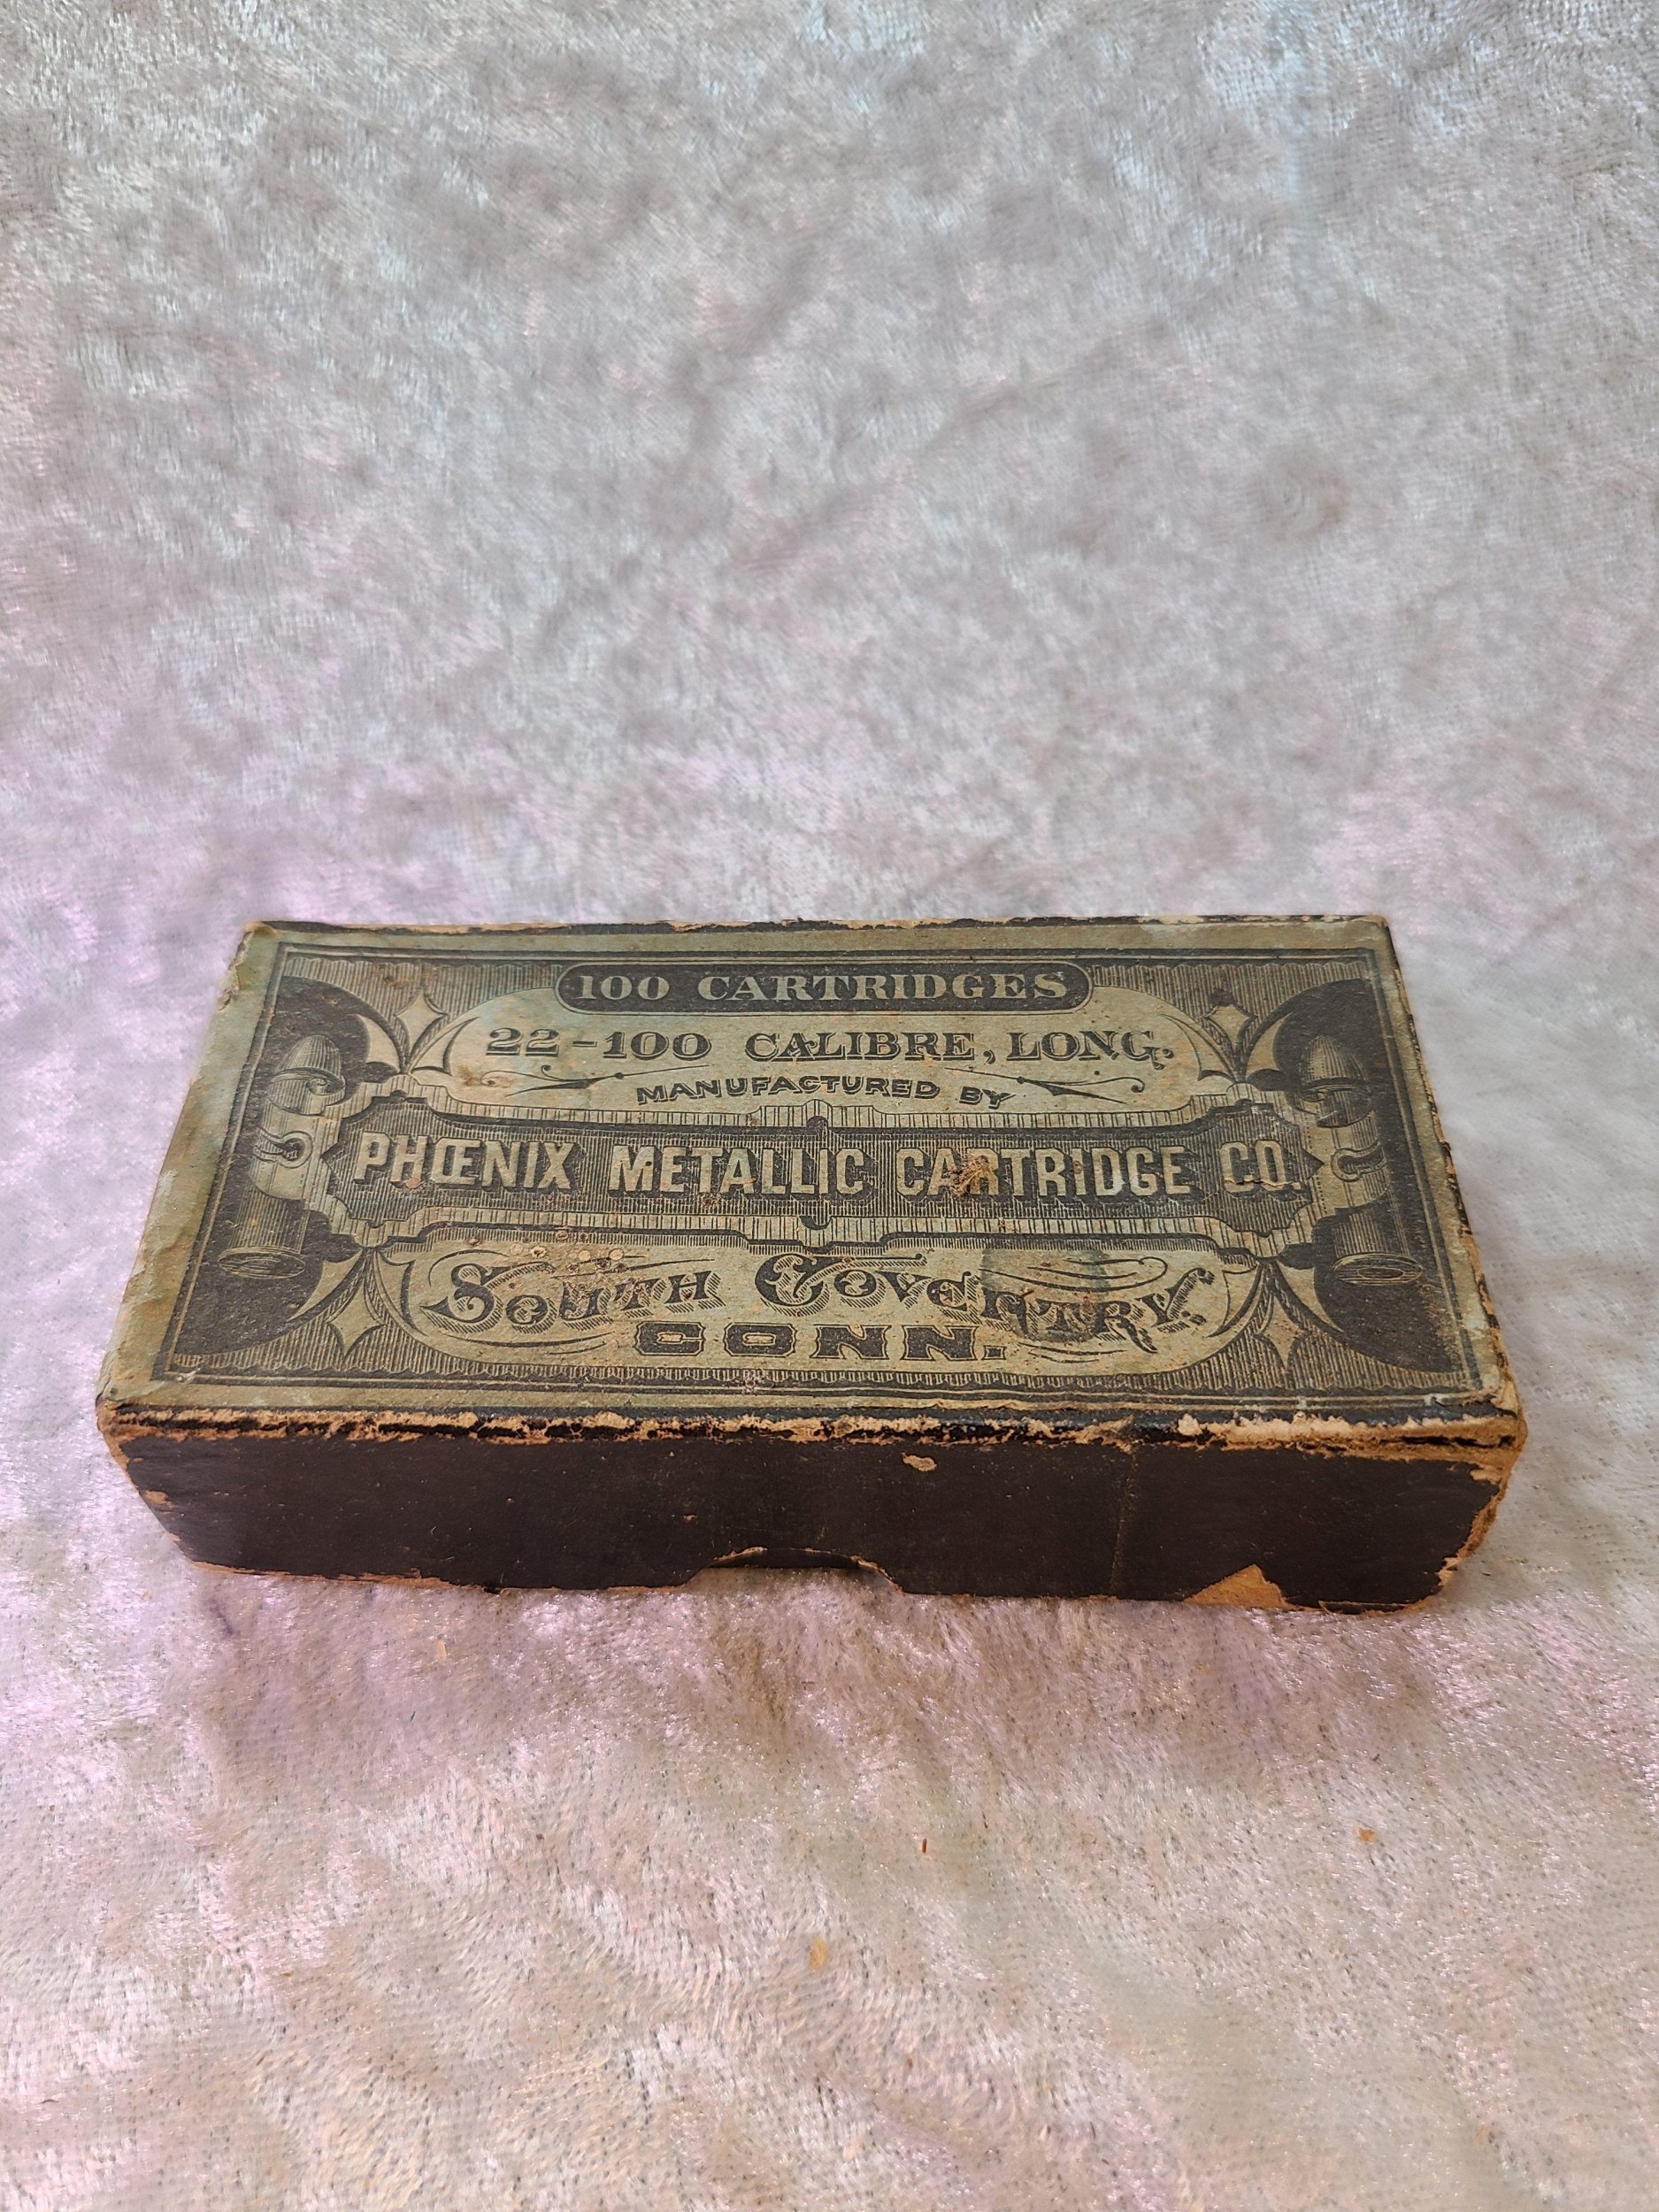 100 CARTRIDGES
22-100 CALIBRE, LONG.
MANUFACTURED BY
PHŒNIX METALLIC CARTRIDGE CO.
SOUTH COVENTRY
CONN.